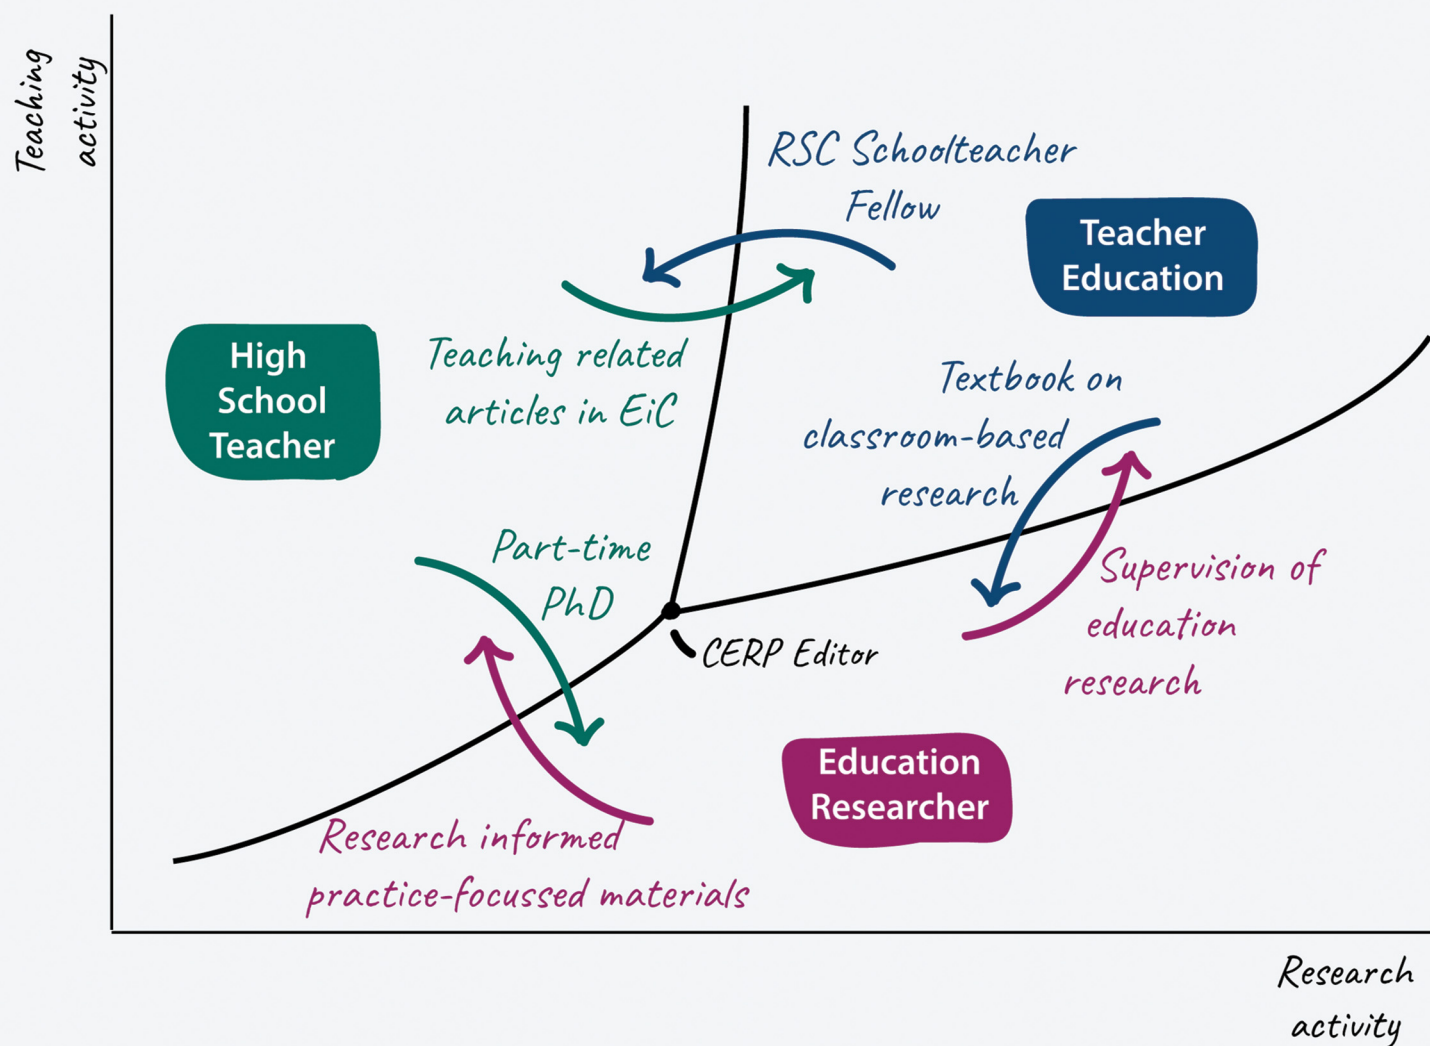 Teaching
activity
RSC Schoolteacher
Fellow
Teacher
Education
High
School
Teacher
Teaching related
articles in EiC
Textbook on
classroom-based
research
Part-time
PhD
Supervision of
education
research
CERP Editor
Education
Researcher
Research informed
practice-focussed materials
Research
activity